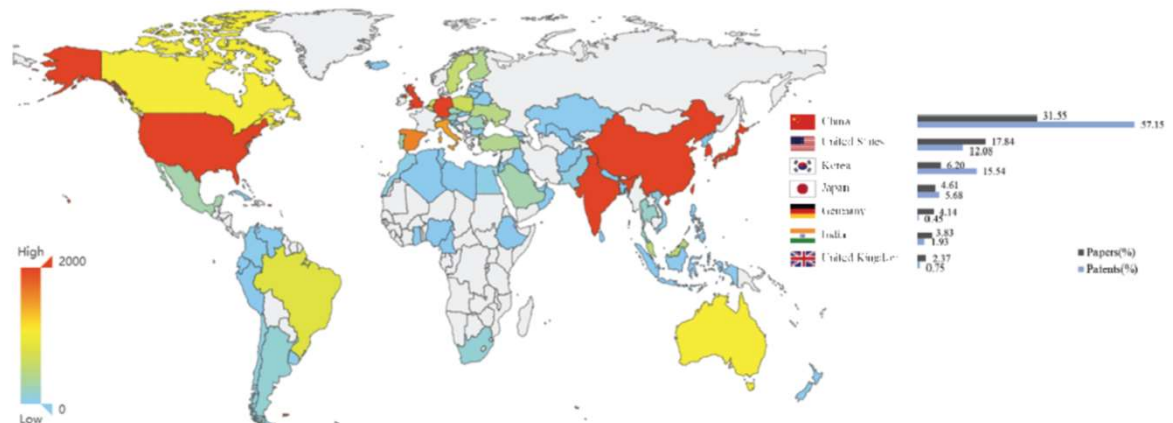 High
2000
0
Low
China 31.55
57.15
United States 17.84
12.08
Korea 6.20
15.54
Japan 4.61
5.68
Germany 4.14
0.45
India 3.83
1.93
United Kingdom 2.37
0.75
Papers(%)
Patents(%)